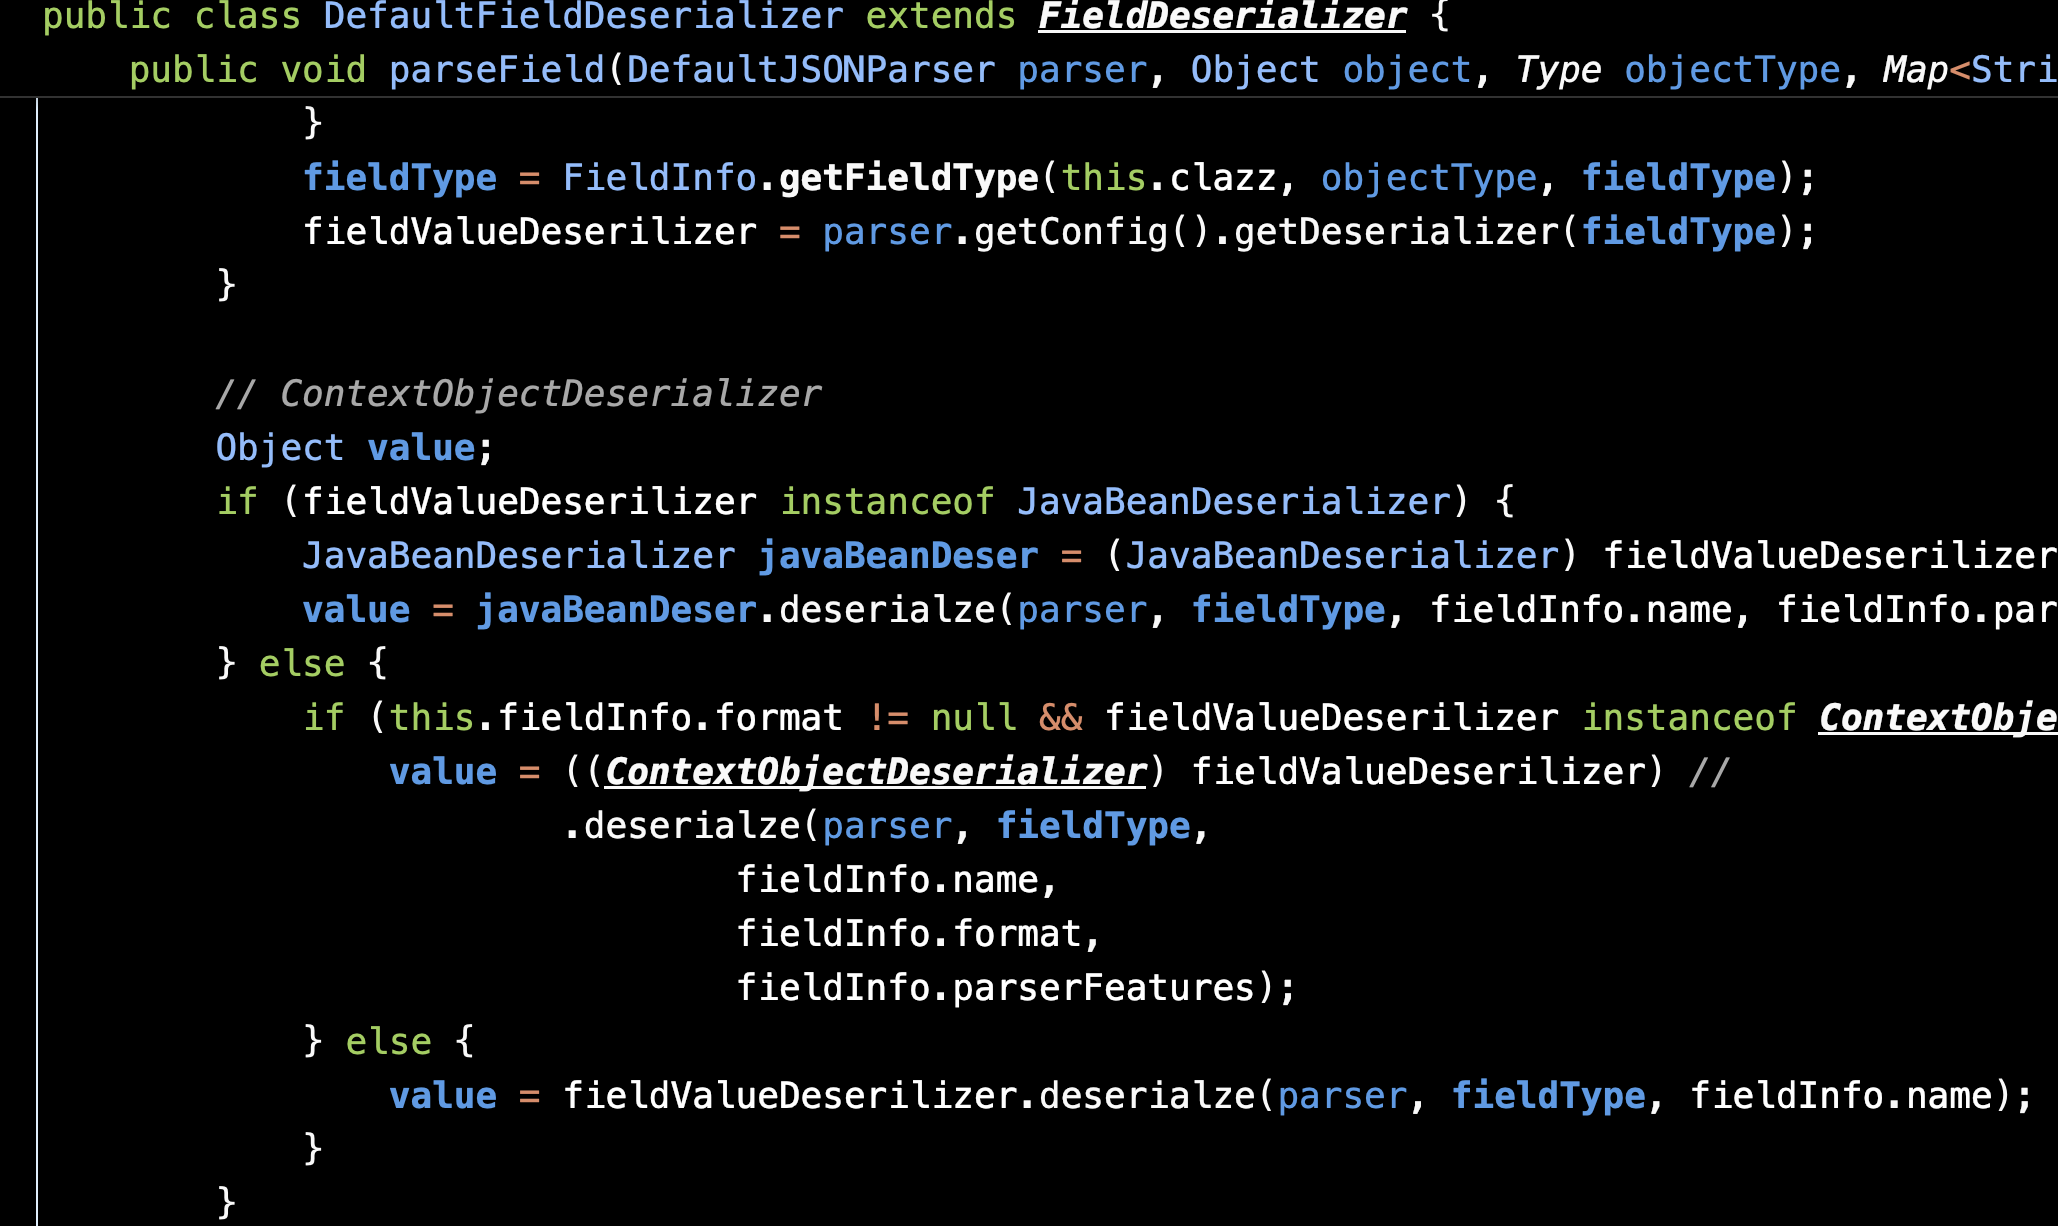 public class DefaultFieldDeserializer extends FieldDeserializer {
public void parseField(DefaultJSONParser parser, Object object, Type objectType, Map<Stri
}
fieldType = FieldInfo.getFieldType(this.clazz, objectType, fieldType);
fieldValueDeserilizer = parser.getConfig().getDeserializer(fieldType);
}
// ContextObjectDeserializer
Object value;
if (fieldValueDeserilizer instanceof JavaBeanDeserializer) {
JavaBeanDeserializer javaBeanDeser = (JavaBeanDeserializer) fieldValueDeserilizer
value = javaBeanDeser.deserialze(parser, fieldType, fieldInfo.name, fieldInfo.par
} else {
if (this.fieldInfo.format != null && fieldValueDeserilizer instanceof ContextObje
value = ((ContextObjectDeserializer) fieldValueDeserilizer) //
.deserialze(parser, fieldType,
fieldInfo.name,
fieldInfo.format,
fieldInfo.parserFeatures);
} else {
value = fieldValueDeserilizer.deserialze(parser, fieldType, fieldInfo.name);
}
}